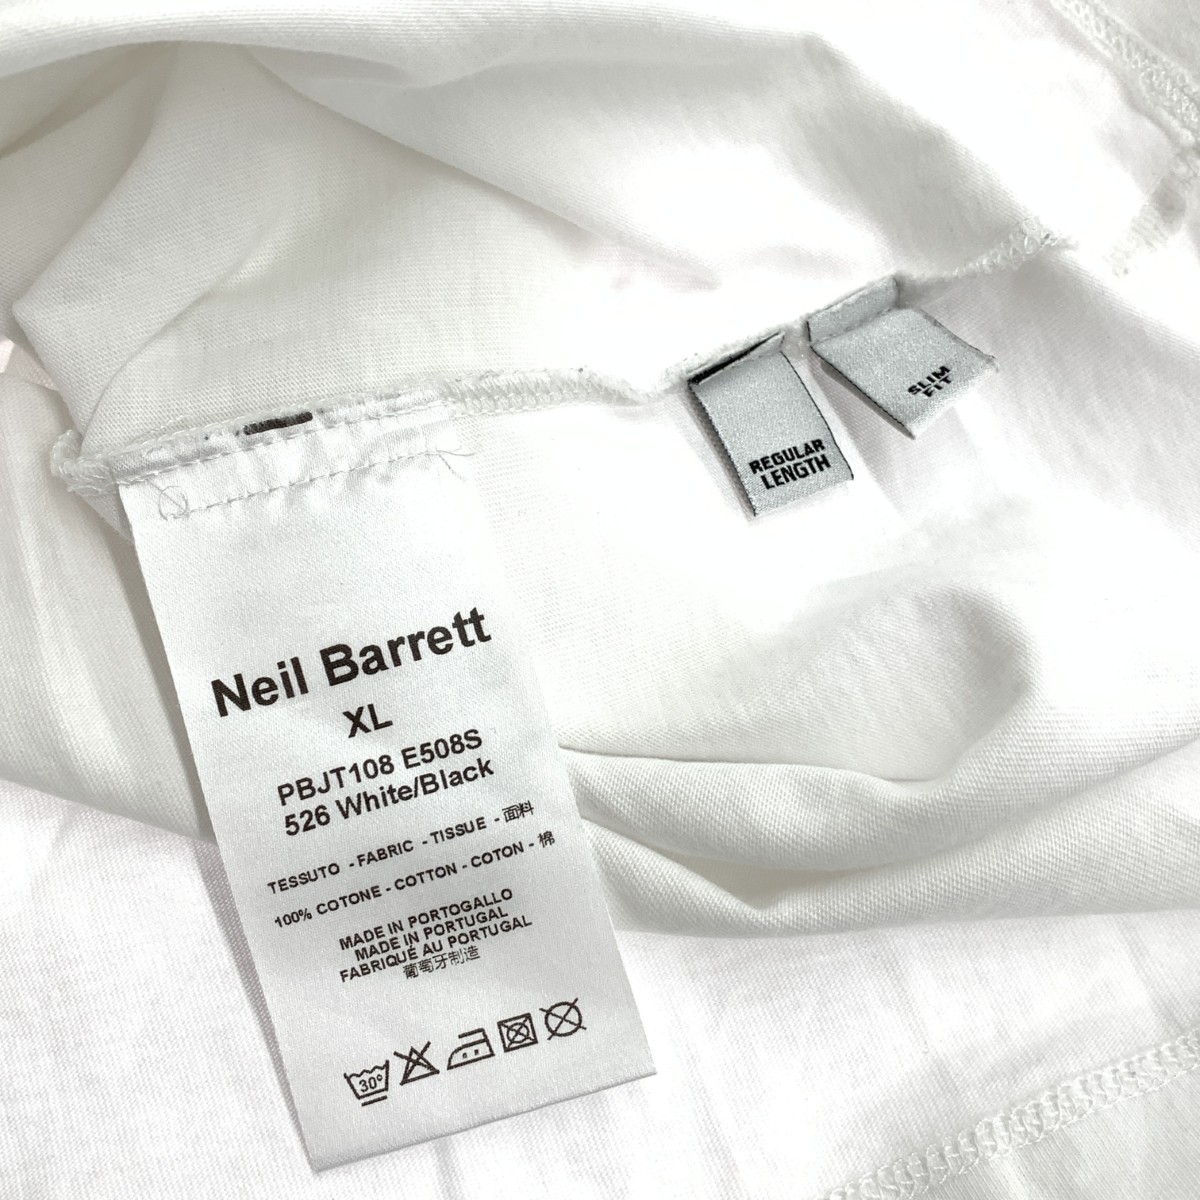 SLIM
FIT
REGULAR
LENGTH
Neil Barrett
XL
PBJT108 E508S
526 White/Black
TESSUTO - FABRIC - TISSUE - 面料
100% COTONE - COTTON - COTON - 棉
MADE IN PORTOGALLO
MADE IN PORTUGAL
FABRIQUÉ AU PORTUGAL
葡萄牙制造
30°